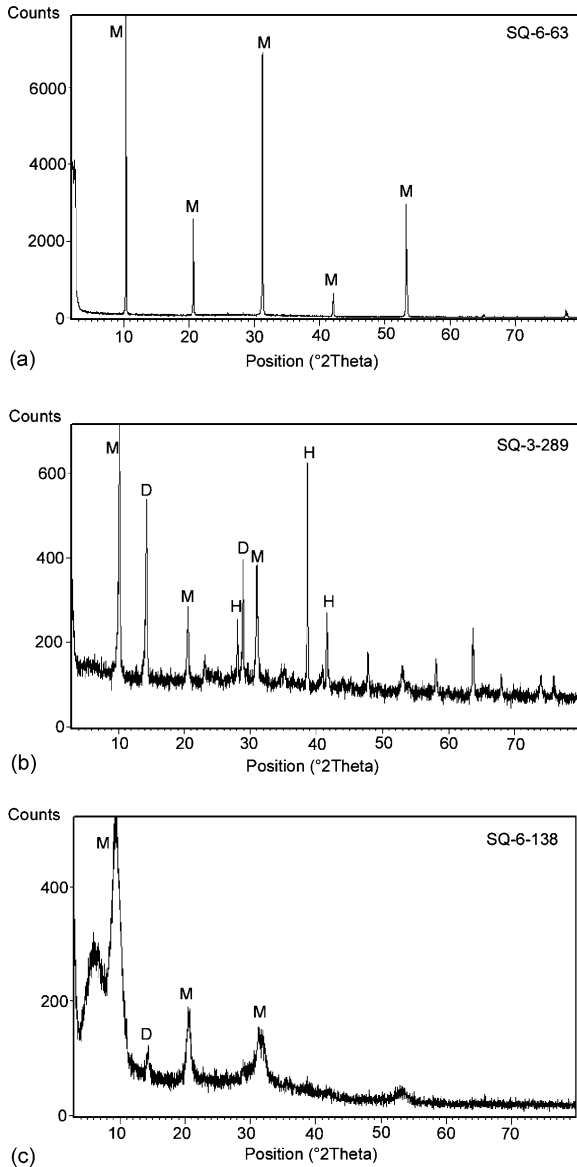 Counts
SQ-6-63
M
M
M
M
M
6000
4000
2000
0
10 20 30 40 50 60 70
Position (°2Theta)
(a)
Counts
SQ-3-289
M
D
M
H
D
M
H
H
600
400
200
0
10 20 30 40 50 60 70
Position (°2Theta)
(b)
Counts
SQ-6-138
M
D
M
M
400
200
0
10 20 30 40 50 60 70
Position (°2Theta)
(c)